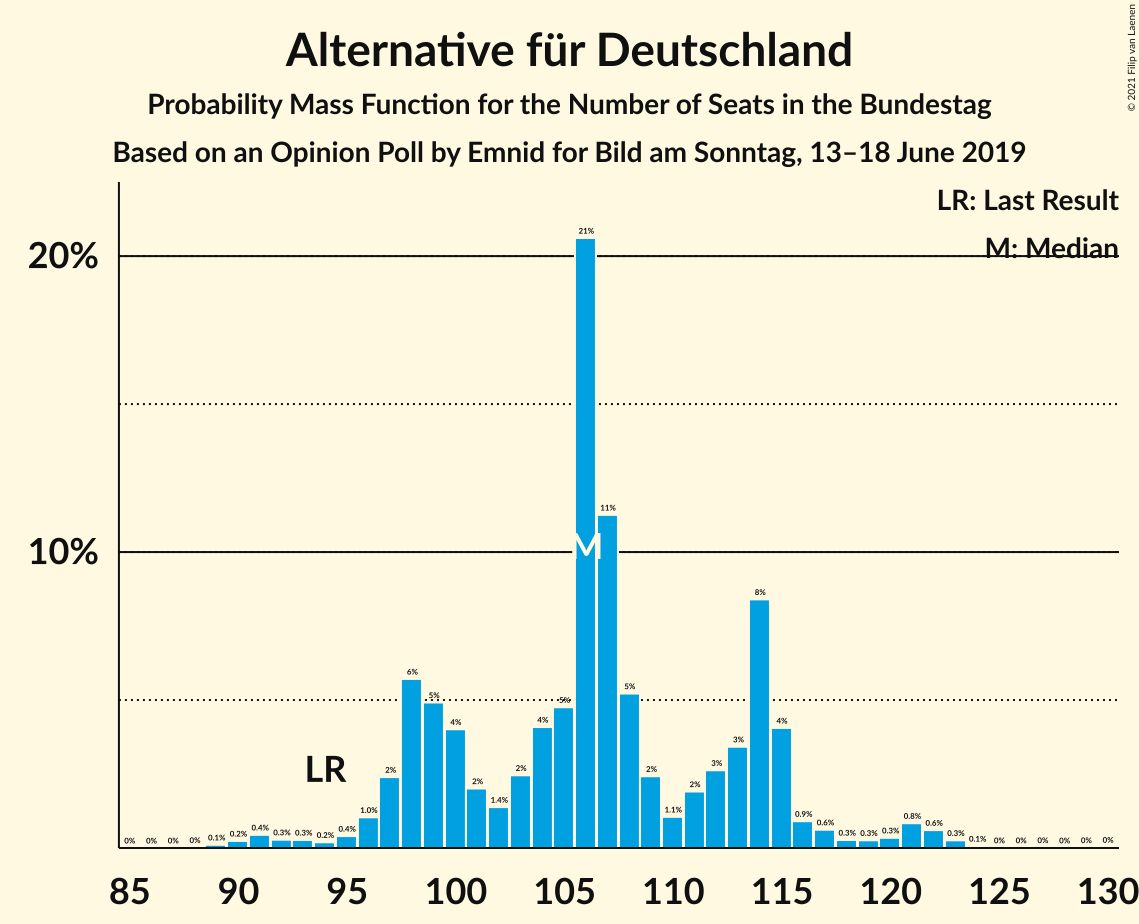 Alternative für Deutschland
Probability Mass Function for the Number of Seats in the Bundestag
Based on an Opinion Poll by Emnid for Bild am Sonntag, 13–18 June 2019
© 2021 Filip van Laenen
LR: Last Result
M: Median
20%
10%
0% 0% 0% 0% 0.1% 0.2% 0.4% 0.3% 0.3% 0.2% 0.4% 1.0% 2% 6% 5% 4% 2% 1.4% 2% 4% 5% 21% 11% 5% 2% 1.1% 2% 3% 3% 8% 4% 0.9% 0.6% 0.3% 0.3% 0.3% 0.8% 0.6% 0.3% 0.1% 0% 0% 0% 0% 0% 0%
LR
M
85 90 95 100 105 110 115 120 125 130